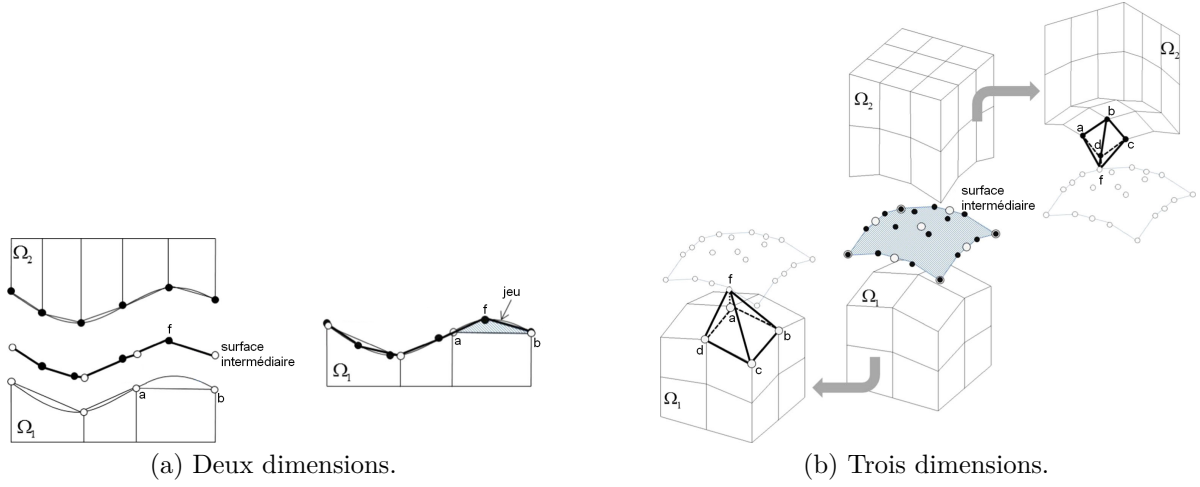 Ω2
f
surface
intermédiaire
a
b
Ω1
jeu
f
a
b
Ω1
(a) Deux dimensions.
Ω2
Ω2
a
b
d
c
f
surface
intermédiaire
f
a
b
d
c
Ω1
Ω1
(b) Trois dimensions.